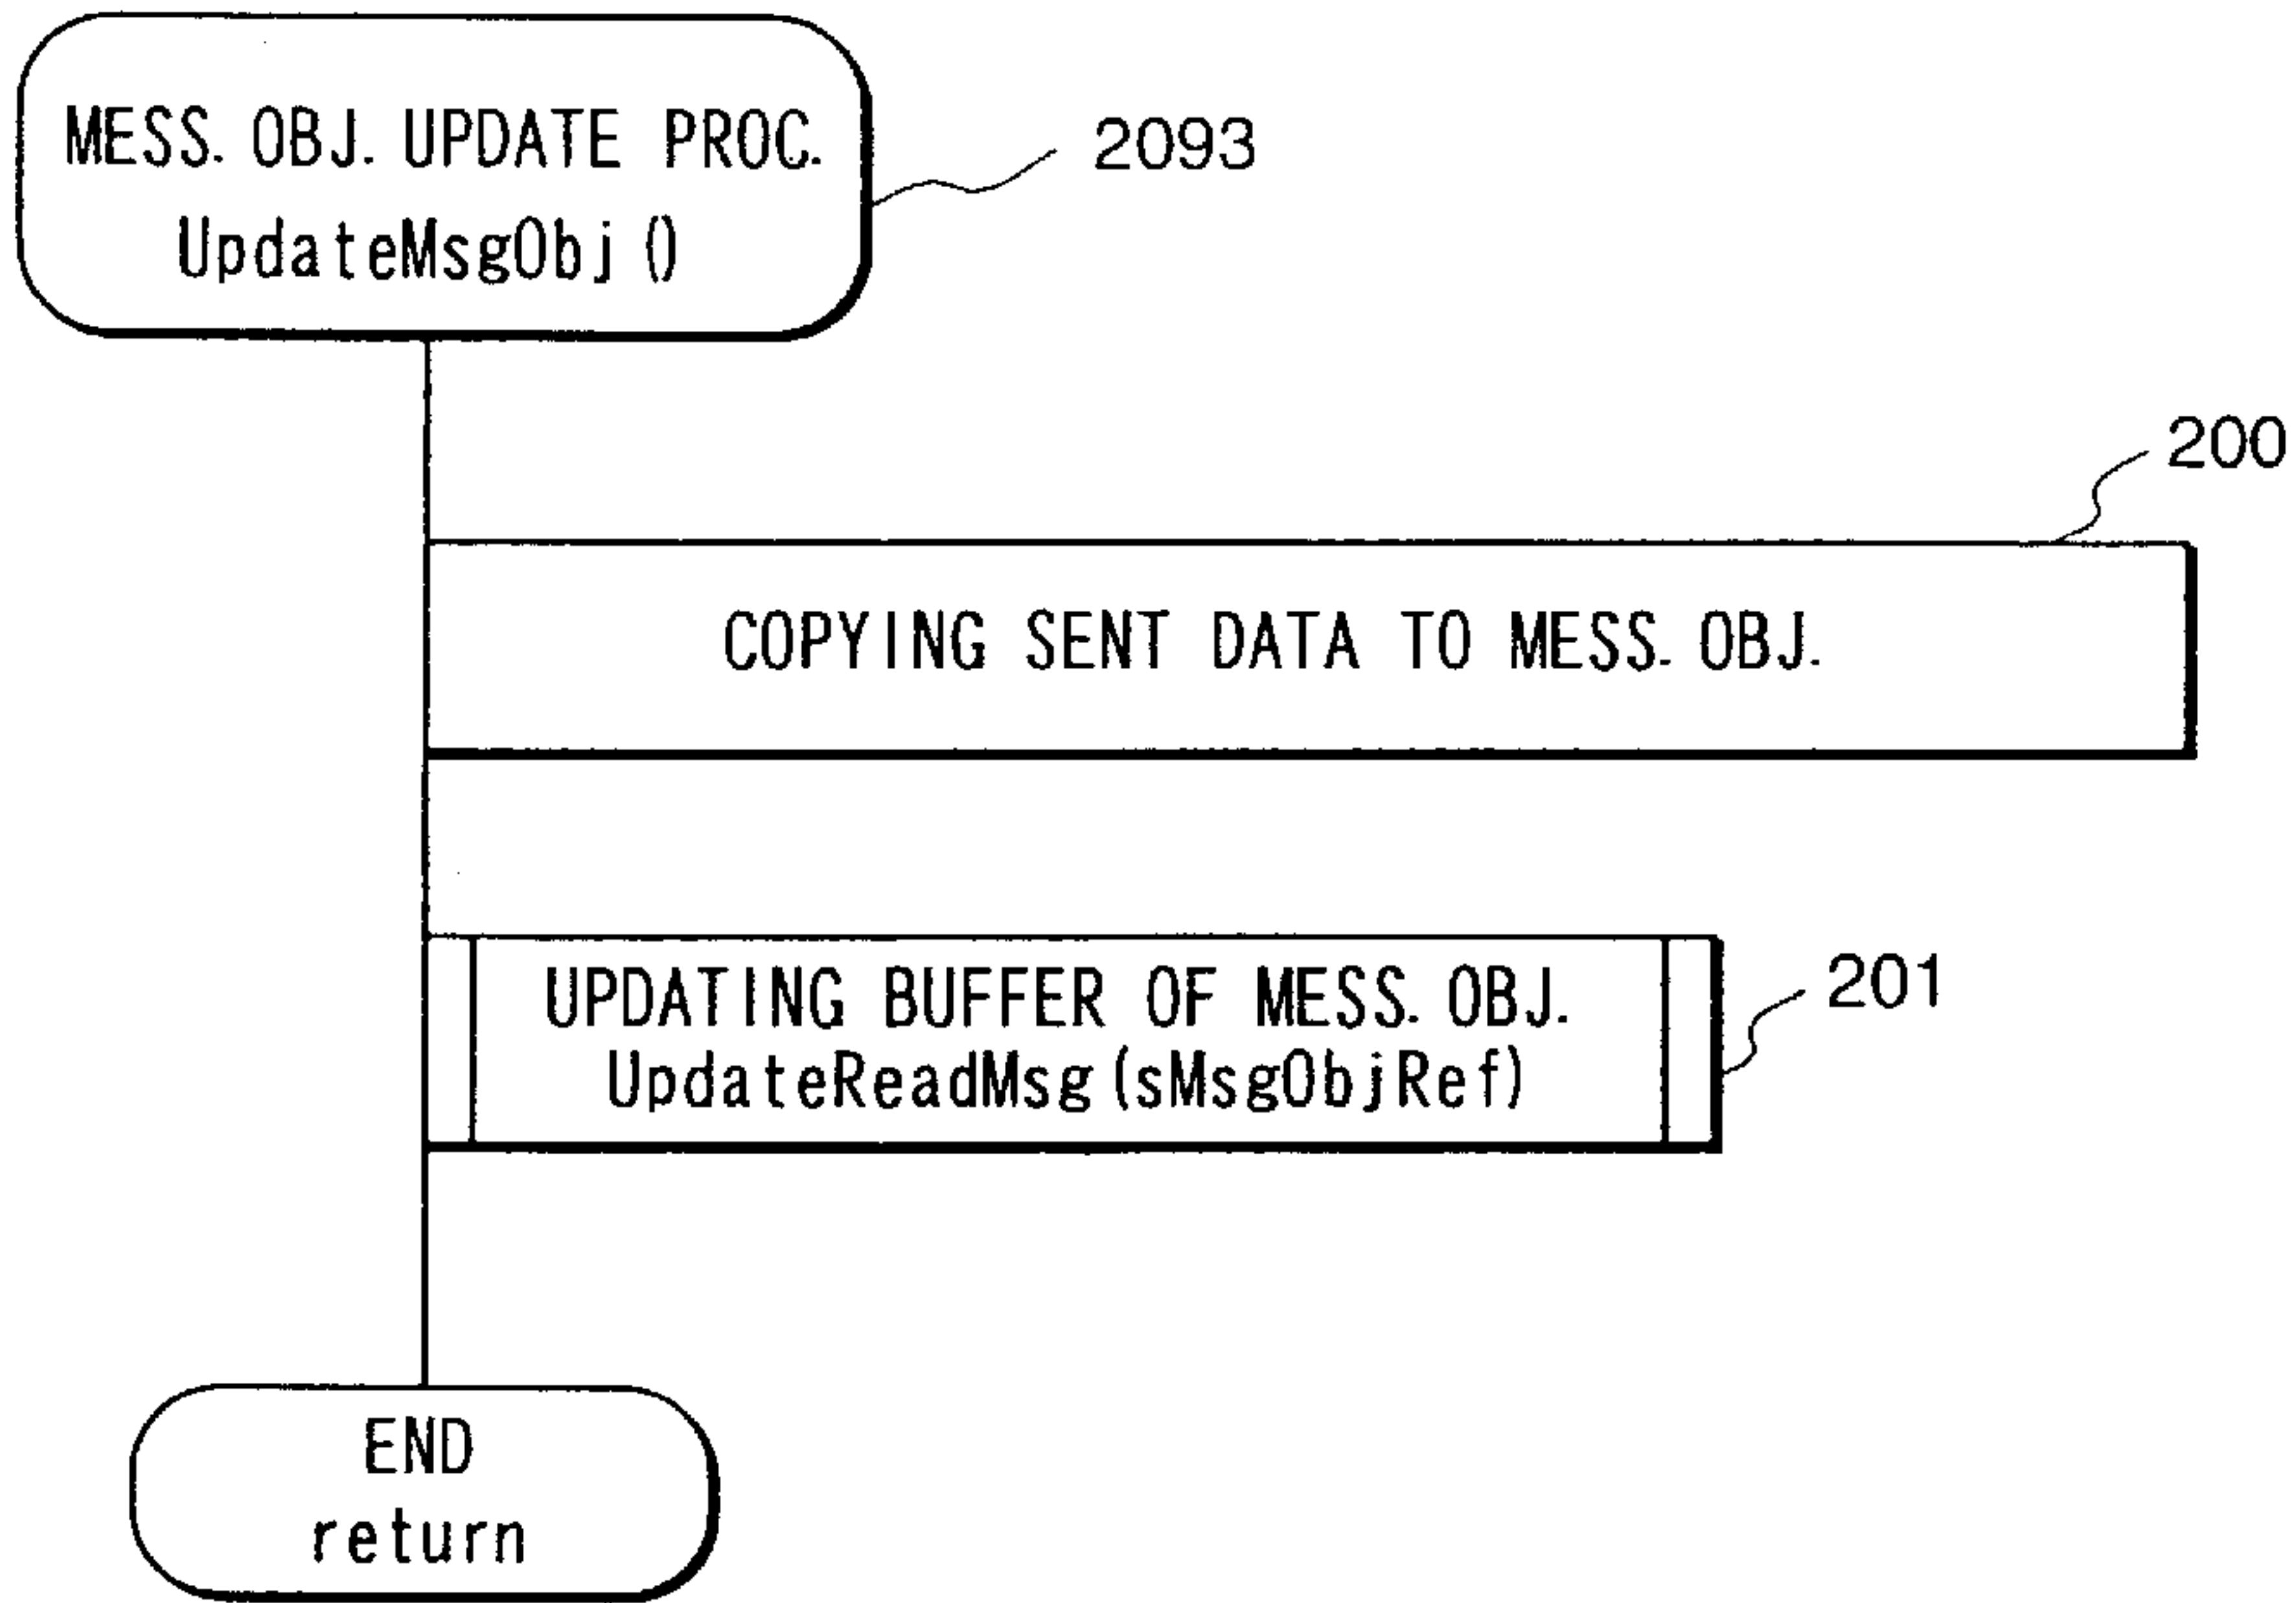 MESS. OBJ. UPDATE PROC.
UpdateMsgObj ()
2093
200
COPYING SENT DATA TO MESS. OBJ.
UPDATING BUFFER OF MESS. OBJ.
UpdateReadMsg (sMsgObjRef)
201
END
return